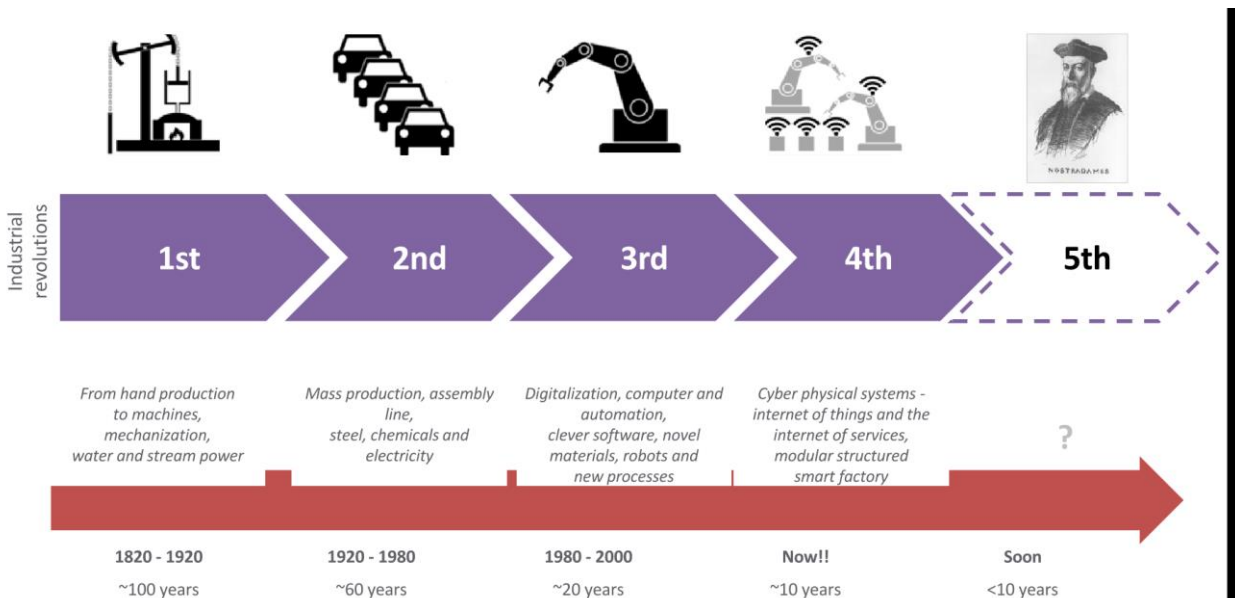 NOSTRADAMUS
Industrial
revolutions
1st
2nd
3rd
4th
5th
From hand production
to machines,
mechanization,
water and stream power
Mass production, assembly
line,
steel, chemicals and
electricity
Digitalization, computer and
automation,
clever software, novel
materials, robots and
new processes
Cyber physical systems -
internet of things and the
internet of services,
modular structured
smart factory
?
1820 - 1920
~100 years
1920 - 1980
~60 years
1980 - 2000
~20 years
Now!!
~10 years
Soon
<10 years